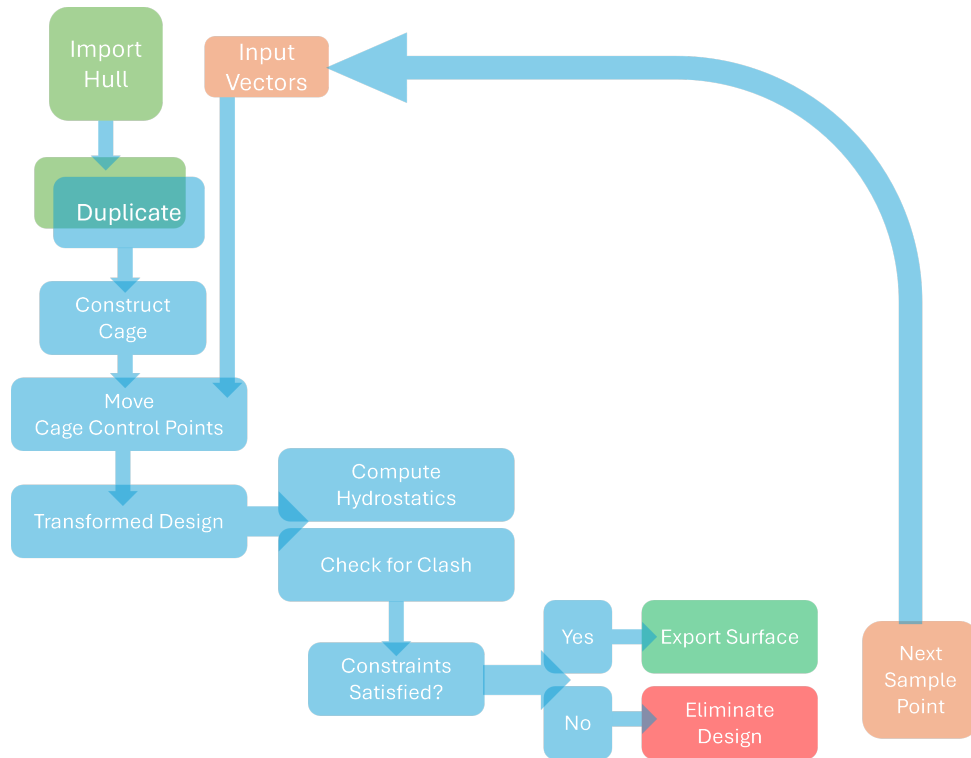 Import
Hull
Input
Vectors
Duplicate
Construct
Cage
Move
Cage Control Points
Transformed Design
Compute
Hydrostatics
Check for Clash
Constraints
Satisfied?
Yes
Export Surface
No
Eliminate
Design
Next
Sample
Point